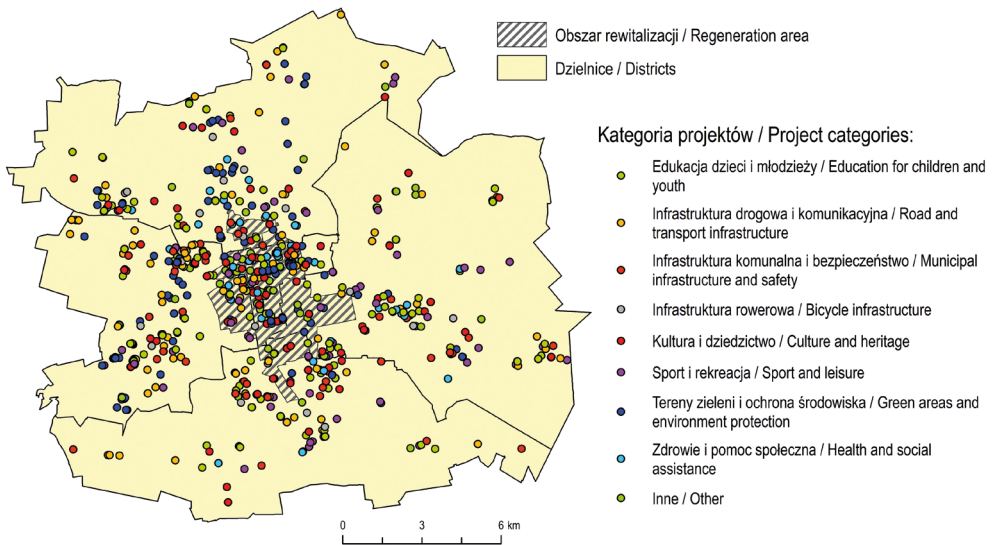 Obszar rewitalizacji / Regeneration area
Dzielnice / Districts
Kategoria projektów / Project categories:
Edukacja dzieci i młodzieży / Education for children and
youth
Infrastruktura drogowa i komunikacyjna / Road and
transport infrastructure
Infrastruktura komunalna i bezpieczeństwo / Municipal
infrastructure and safety
Infrastruktura rowerowa / Bicycle infrastructure
Kultura i dziedzictwo / Culture and heritage
Sport i rekreacja / Sport and leisure
Tereny zieleni i ochrona środowiska / Green areas and
environment protection
Zdrowie i pomoc społeczna / Health and social
assistance
Inne / Other
0 3 6 km